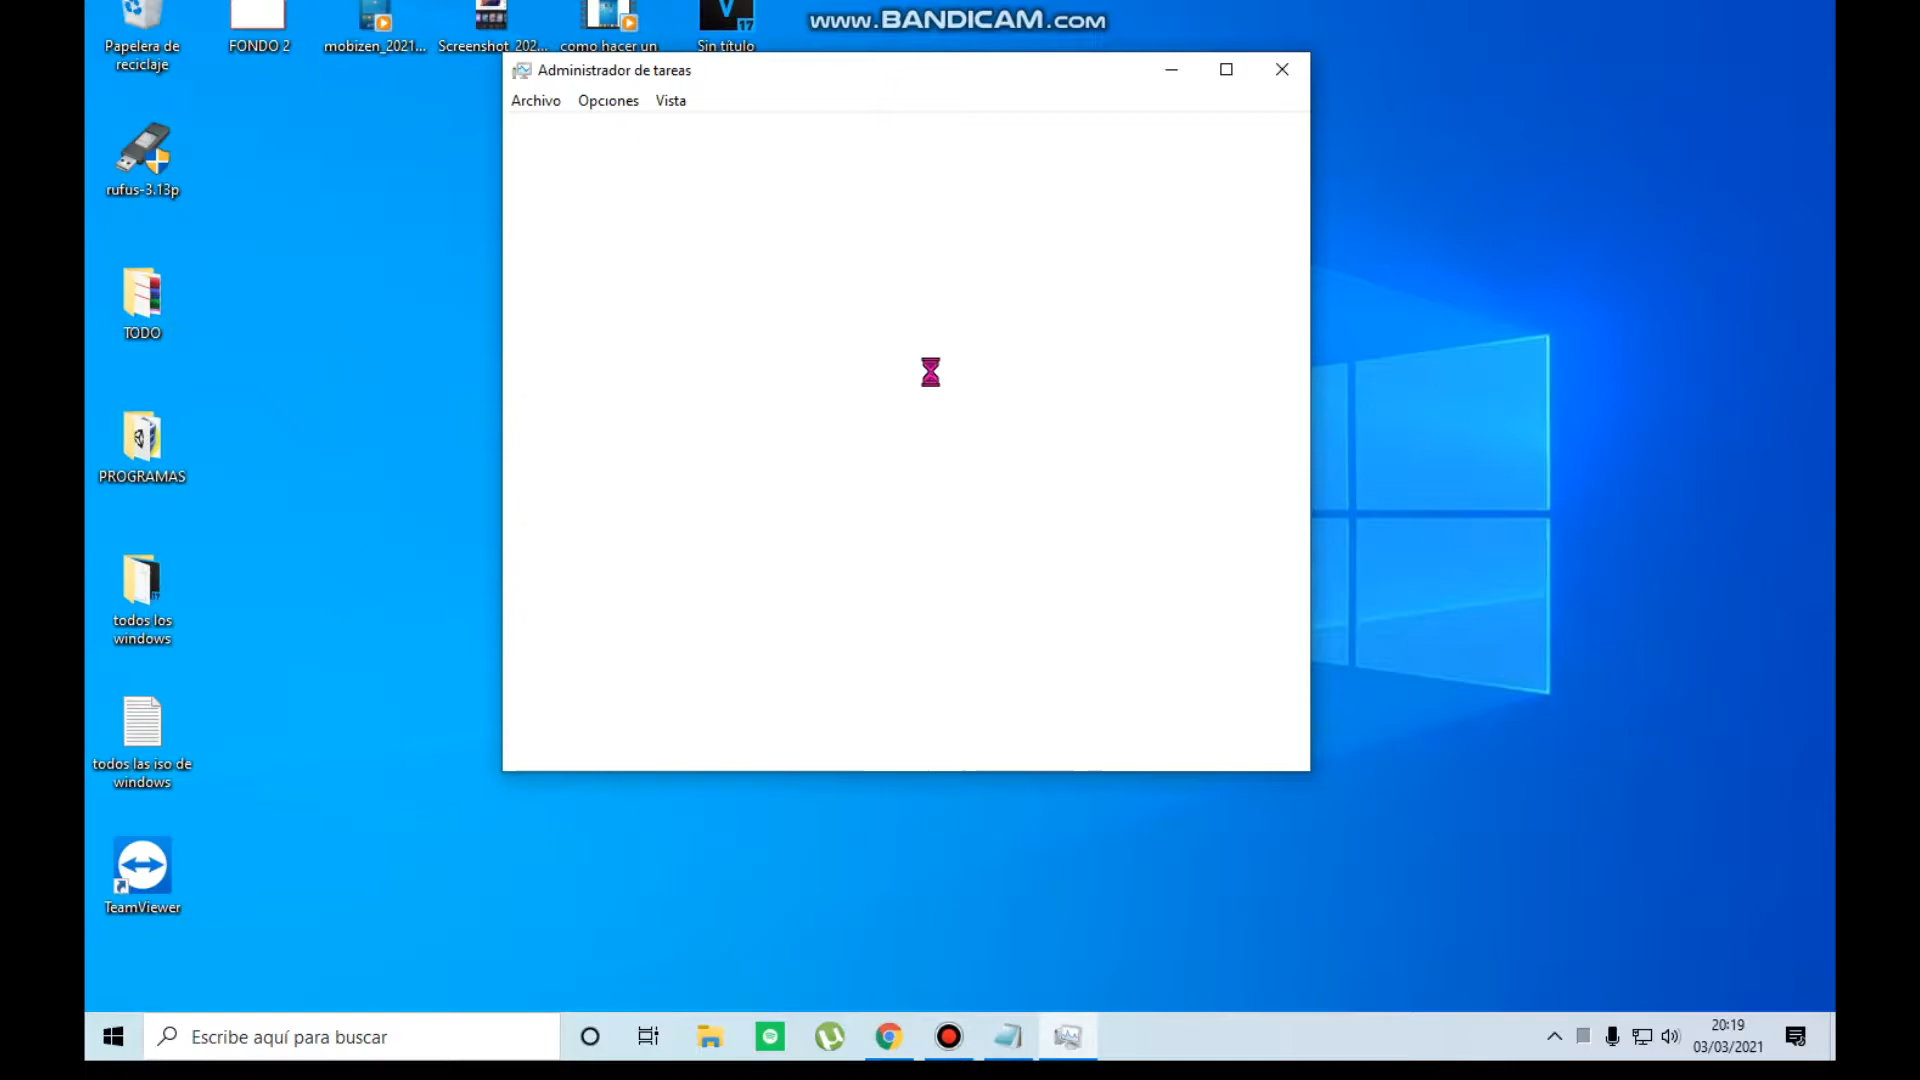 www.BANDICAM.com
Papelera de
reciclaje
FONDO 2
mobizen_2021...
Screenshot_202...
como hacer un
17
Sin título
Administrador de tareas
Archivo Opciones Vista
rufus-3.13p
TODO
PROGRAMAS
todos los
windows
todos las iso de
windows
TeamViewer
Escribe aquí para buscar
20:19
03/03/2021